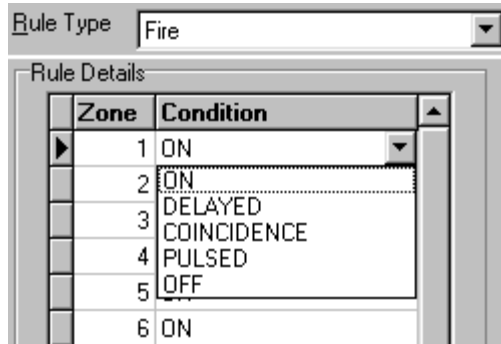 Rule Type Fire
Rule Details
Zone Condition
1 ON
2 ON
3 DELAYED
COINCIDENCE
4 PULSED
5 OFF
6 ON